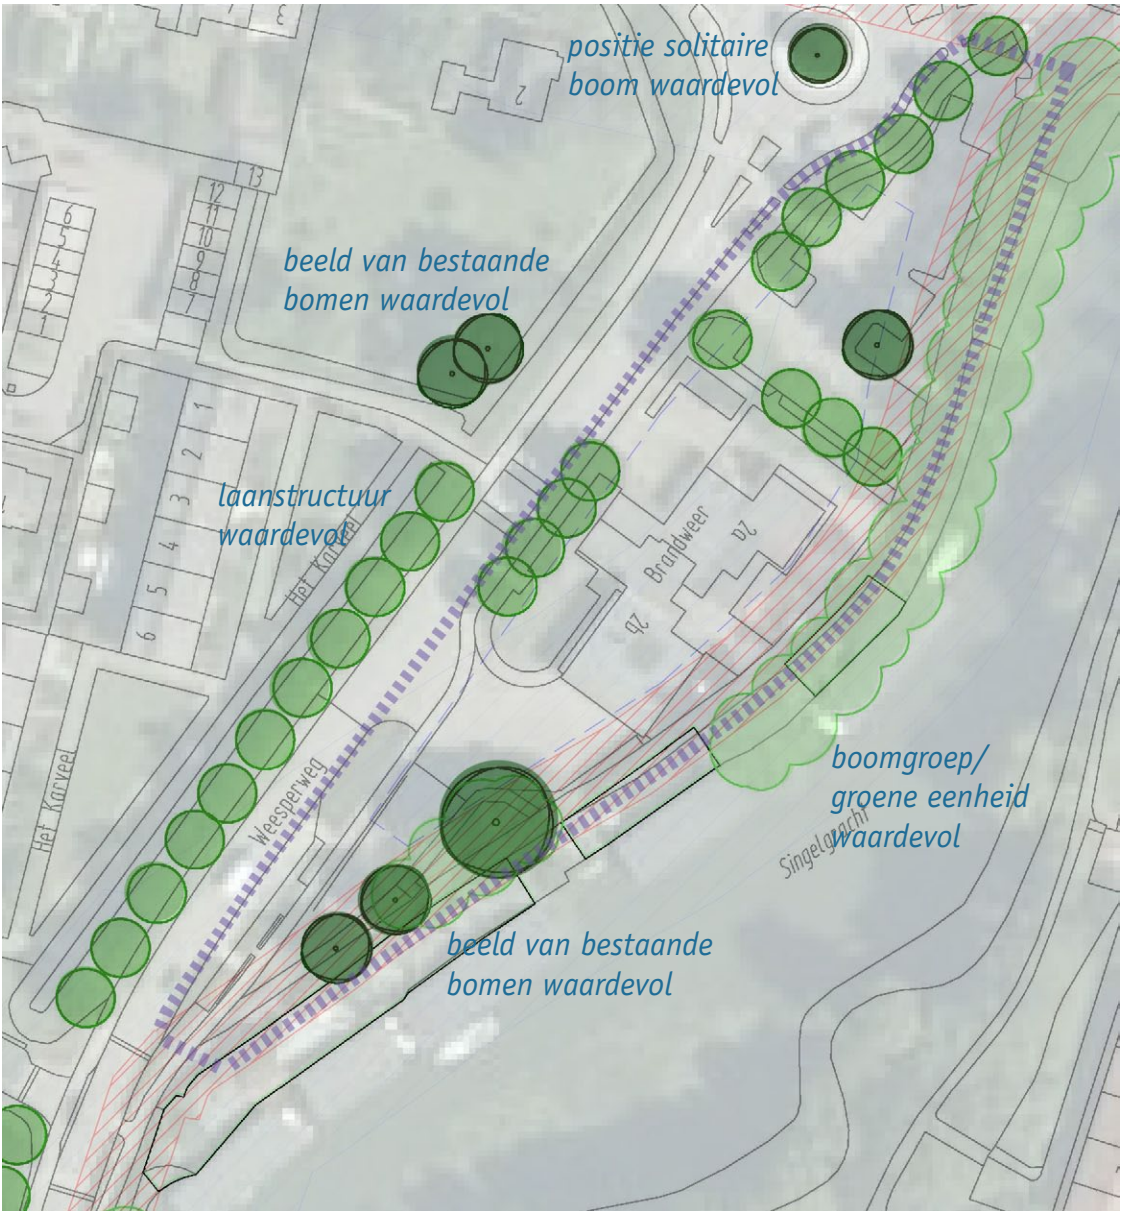 3
positie solitaire
boom waardevol
2
13
12
11
10
9
8
7
6
5
4
3
2
1
beeld van bestaande
bomen waardevol
1
2
3
4
5
6
laanstructuur
waardevol
Het Karveel
Brandweer
2a
2b
Weesperweg
Het Karveel
boomgroep/
groene eenheid
waardevol
Singelgracht
beeld van bestaande
bomen waardevol